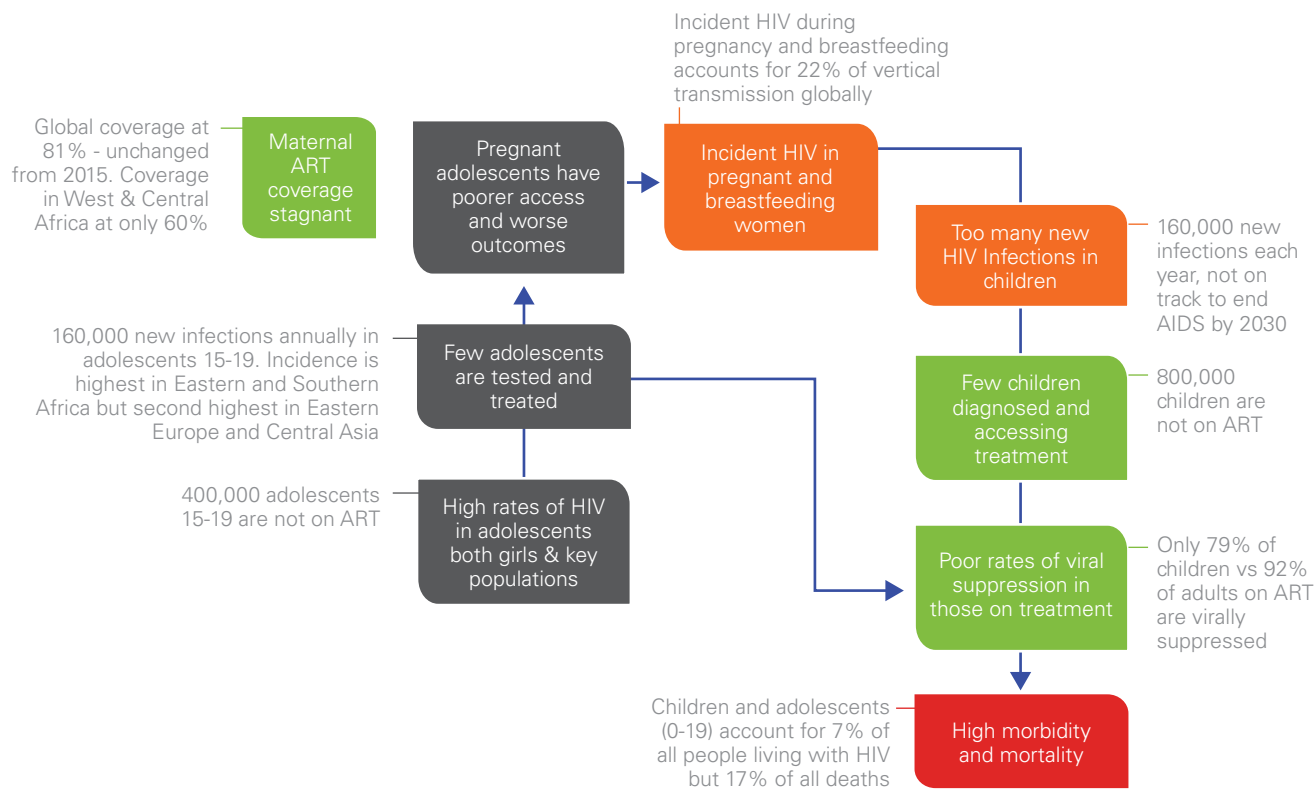 Incident HIV during
pregnancy and breastfeeding
accounts for 22% of vertical
transmission globally
Global coverage at
81% - unchanged
from 2015. Coverage
in West & Central
Africa at only 60%
Maternal
ART
coverage
stagnant
Pregnant
adolescents have
poorer access
and worse
outcomes
Incident HIV in
pregnant and
breastfeeding
women
Too many new
HIV Infections in
children
160,000 new
infections each
year, not on
track to end
AIDS by 2030
160,000 new infections annually in
adolescents 15-19. Incidence is
highest in Eastern and Southern
Africa but second highest in Eastern
Europe and Central Asia
Few adolescents
are tested and
treated
Few children
diagnosed and
accessing
treatment
800,000
children are
not on ART
400,000 adolescents
15-19 are not on ART
High rates of HIV
in adolescents
both girls & key
populations
Poor rates of viral
suppression in
those on treatment
Only 79% of
children vs 92%
of adults on ART
are virally
suppressed
Children and adolescents
(0-19) account for 7% of
all people living with HIV
but 17% of all deaths
High morbidity
and mortality